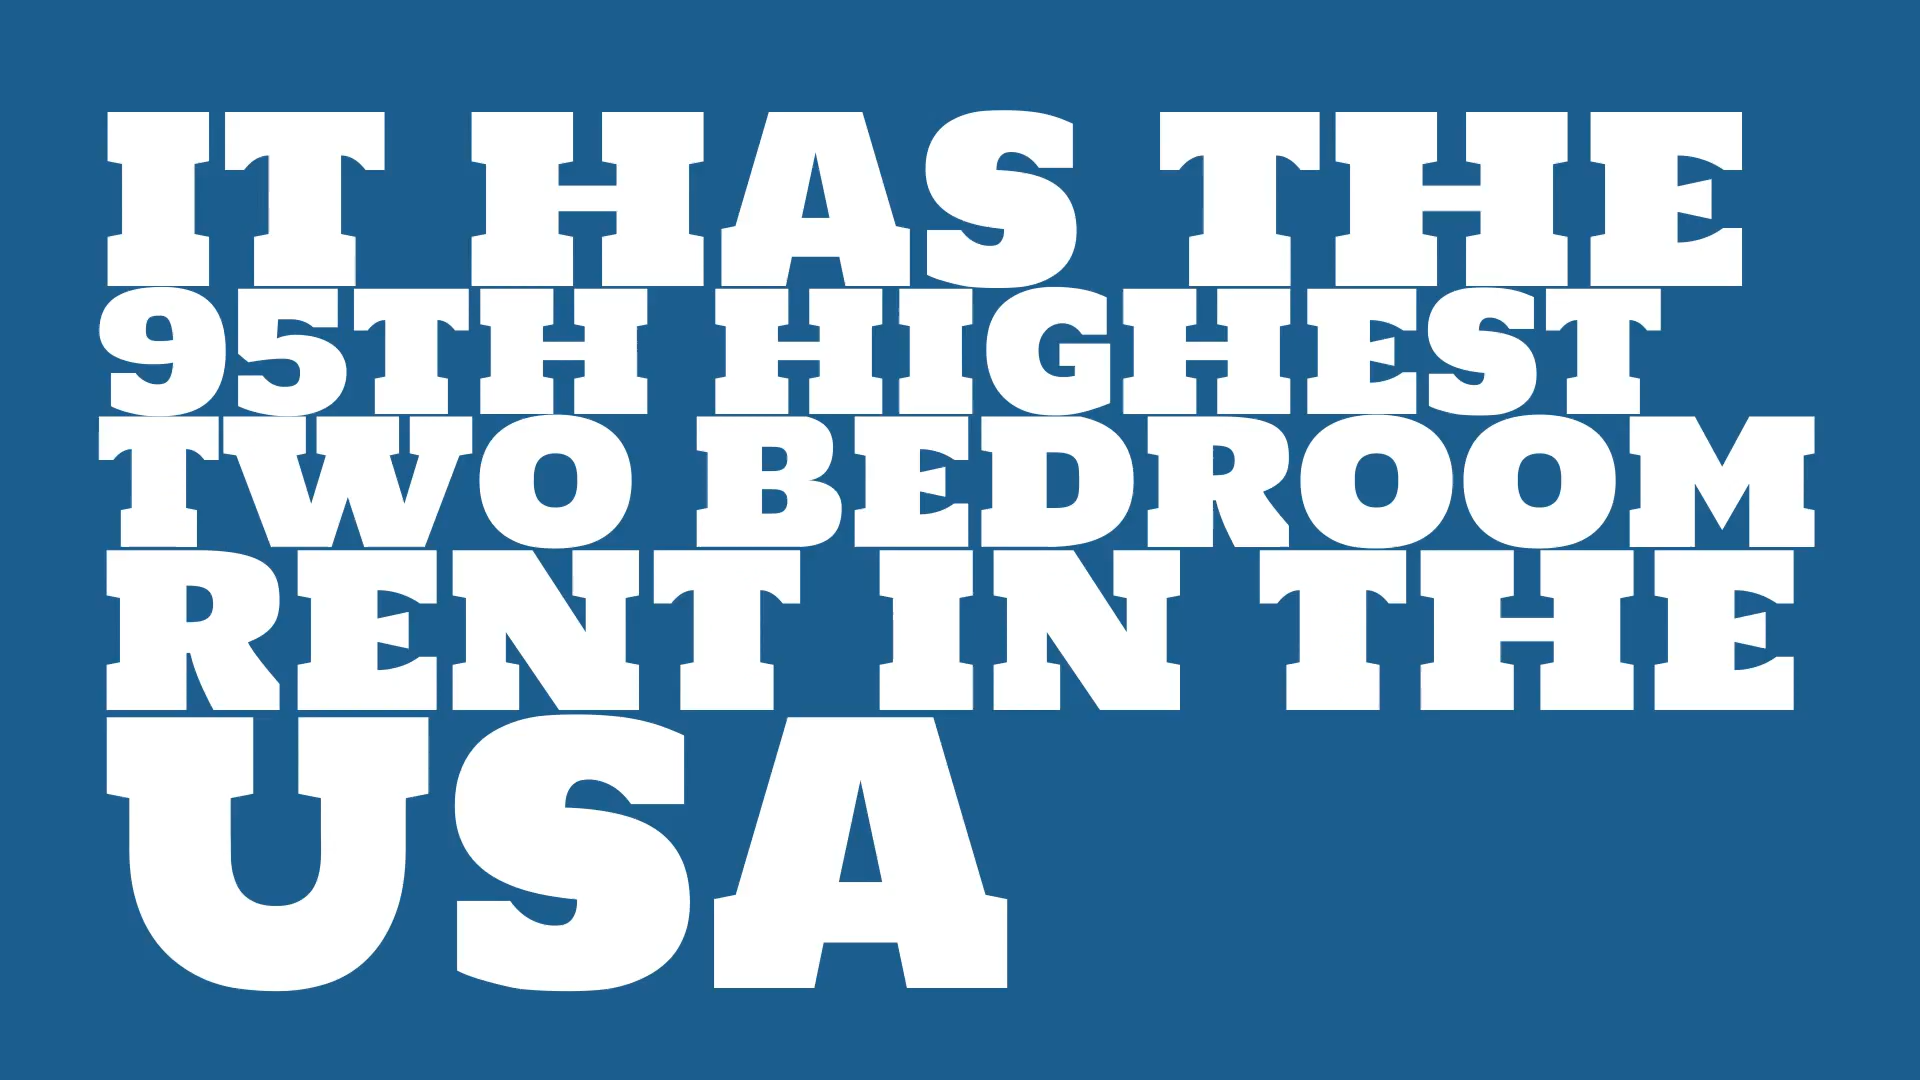 IT HAS THE
95TH HIGHEST
TWO BEDROOM
RENT IN THE
USA